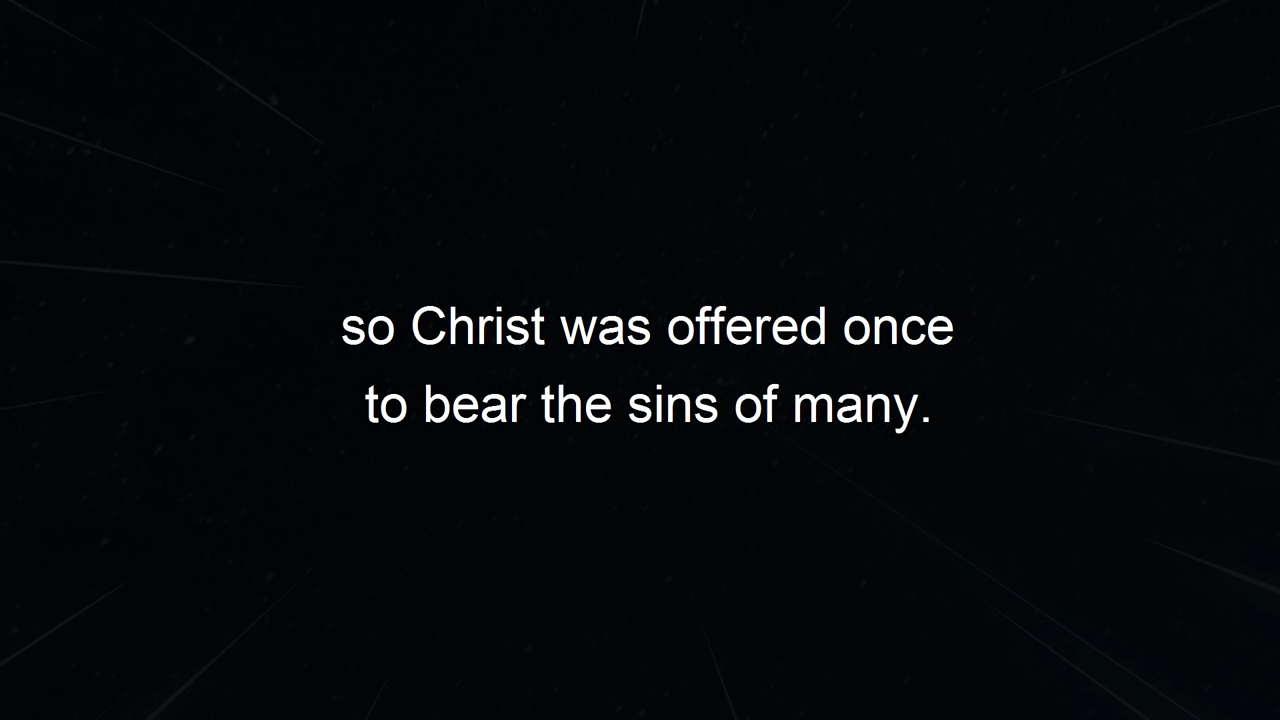 so Christ was offered once
to bear the sins of many.